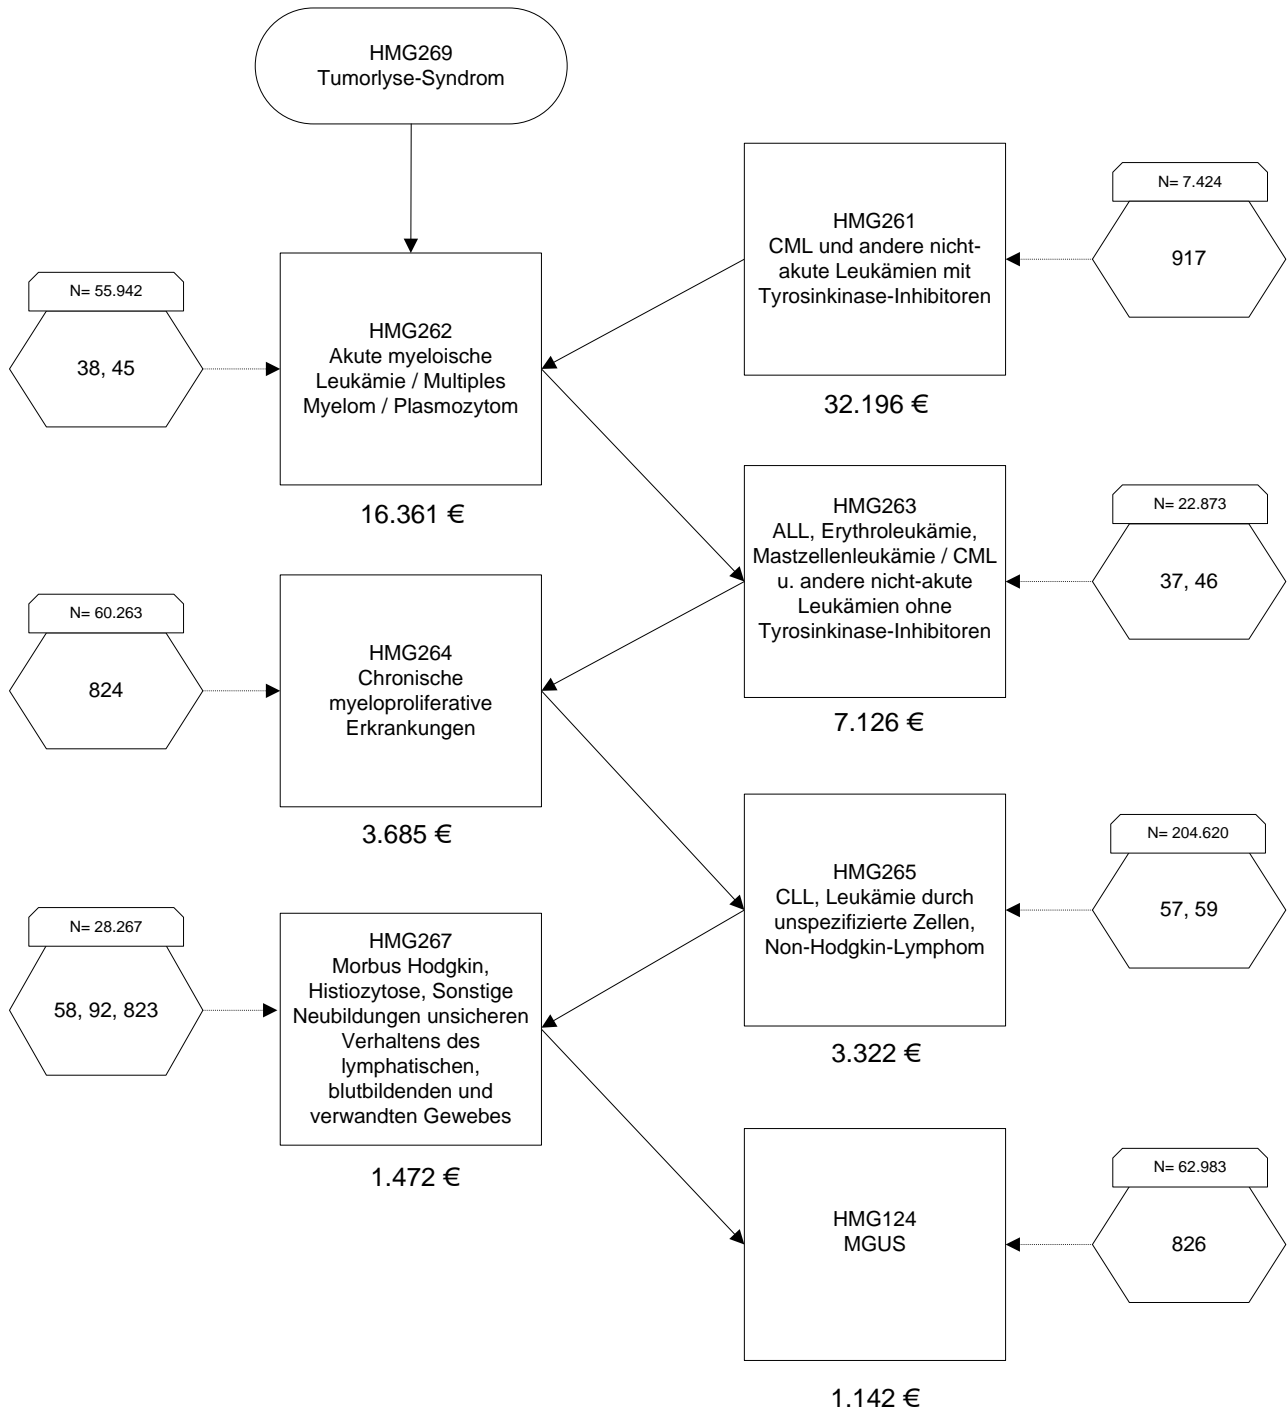 HMG269
Tumorlyse-Syndrom
HMG261
CML und andere nicht-
akute Leukämien mit
Tyrosinkinase-Inhibitoren
32.196 €
N= 7.424
917
N= 55.942
38, 45
HMG262
Akute myeloische
Leukämie / Multiples
Myelom / Plasmozytom
16.361 €
HMG263
ALL, Erythroleukämie,
Mastzellenleukämie / CML
u. andere nicht-akute
Leukämien ohne
Tyrosinkinase-Inhibitoren
7.126 €
N= 22.873
37, 46
N= 60.263
824
HMG264
Chronische
myeloproliferative
Erkrankungen
3.685 €
HMG265
CLL, Leukämie durch
unspezifizierte Zellen,
Non-Hodgkin-Lymphom
3.322 €
N= 204.620
57, 59
N= 28.267
58, 92, 823
HMG267
Morbus Hodgkin,
Histiozytose, Sonstige
Neubildungen unsicheren
Verhaltens des
lymphatischen,
blutbildenden und
verwandten Gewebes
1.472 €
HMG124
MGUS
1.142 €
N= 62.983
826